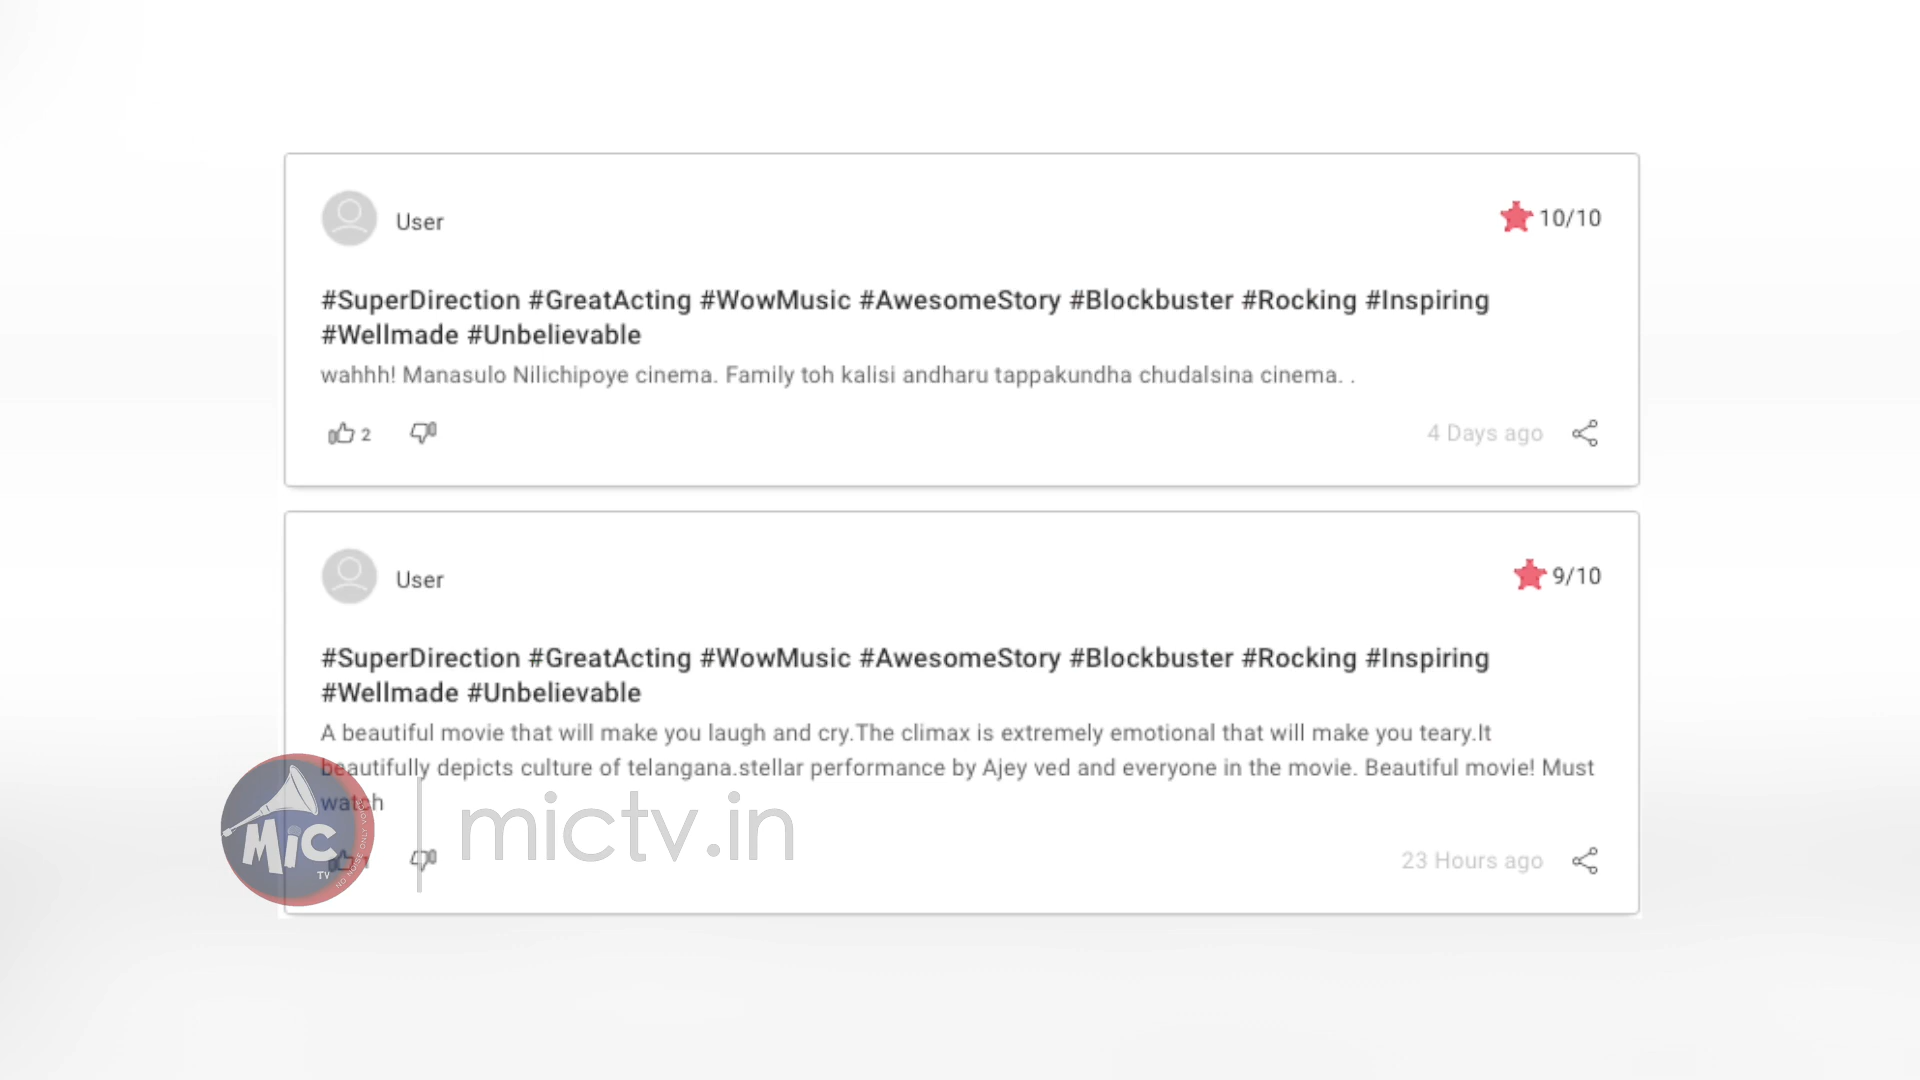 User
10/10
#SuperDirection #GreatActing #WowMusic #AwesomeStory #Blockbuster #Rocking #Inspiring
#Wellmade #Unbelievable
wahhh! Manasulo Nilichipoye cinema. Family toh kalisi andharu tappakundha chudalsina cinema. .
2
4 Days ago
User
9/10
#SuperDirection #GreatActing #WowMusic #AwesomeStory #Blockbuster #Rocking #Inspiring
#Wellmade #Unbelievable
A beautiful movie that will make you laugh and cry.The climax is extremely emotional that will make you teary.It
beautifully depicts culture of telangana.stellar performance by Ajey ved and everyone in the movie. Beautiful movie! Must
watch
23 Hours ago
MiC
TV
NO NOISE ONLY VOICE
mictv.in